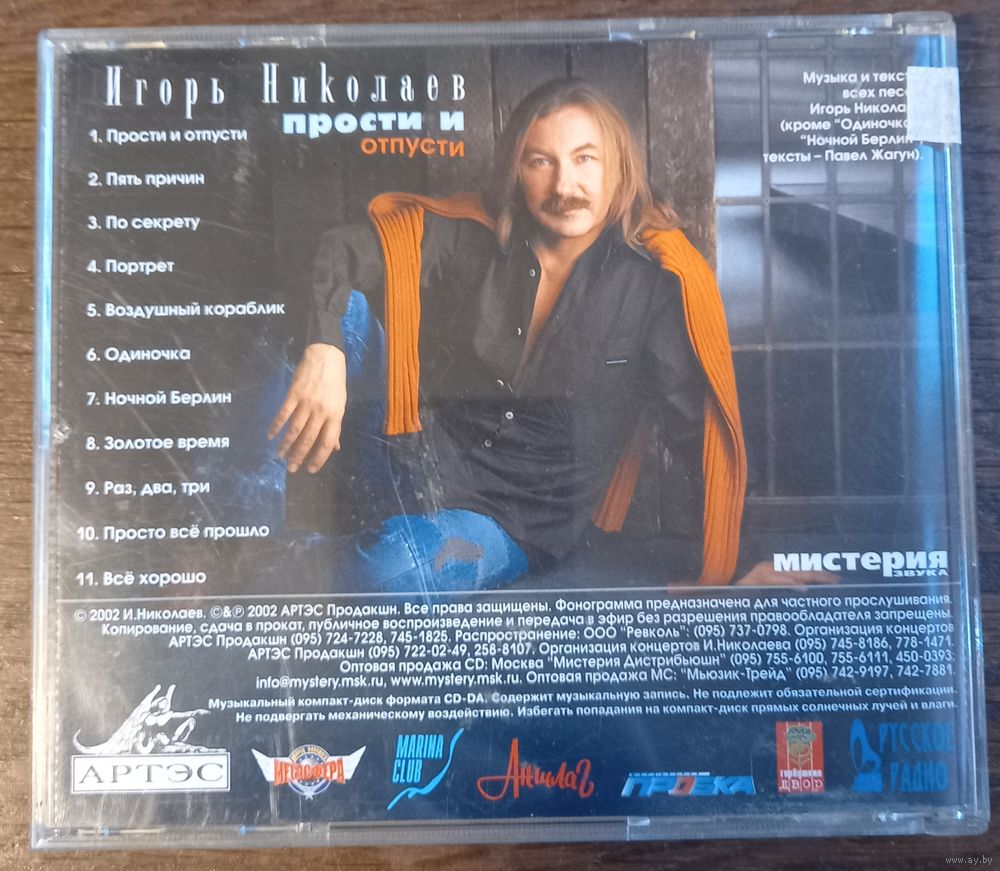 Игорь Николаев
прости и
отпусти
1. Прости и отпусти
2. Пять причин
3. По секрету
4. Портрет
5. Воздушный кораблик
6. Одиночка
7. Ночной Берлин
8. Золотое время
9. Раз, два, три
10. Просто всё прошло
11. Всё хорошо
Музыка и текст
всех песе
Игорь Никола
(кроме "Одиночка
"Ночной Берлин
тексты – Павел Жагун).
мистерия
ЗВУКА
© 2002 И.Николаев. ©&℗ 2002 АРТЭС Продакшн. Все права защищены. Фонограмма предназначена для частного прослушивания.
Копирование, сдача в прокат, публичное воспроизведение и передача в эфир без разрешения правообладателя запрещены.
АРТЭС Продакшн (095) 724-7228, 745-1825. Распространение: ООО "Ревколь": (095) 737-0798. Организация концертов
АРТЭС Продакшн (095) 722-02-49, 258-8107. Организация концертов И.Николаева (095) 745-8186, 778-1471.
Оптовая продажа CD: Москва "Мистерия Дистрибьюшн" (095) 755-6100, 755-6111, 450-0393.
info@mystery.msk.ru, www.mystery.msk.ru. Оптовая продажа МС: "Мьюзик-Трейд" (095) 742-9197, 742-7881.
Музыкальный компакт-диск формата CD-DA. Содержит музыкальную запись. Не подлежит обязательной сертификации.
Не подвергать механическому воздействию. Избегать попадания на компакт-диск прямых солнечных лучей и влаги.
АРТЭС
МЕТАСФЕРА
MARINA
CLUB
Аншлаг
ПРОБКА
горбушкин
ДВОР
РУССКОЕ
РАДИО
www.ay.by